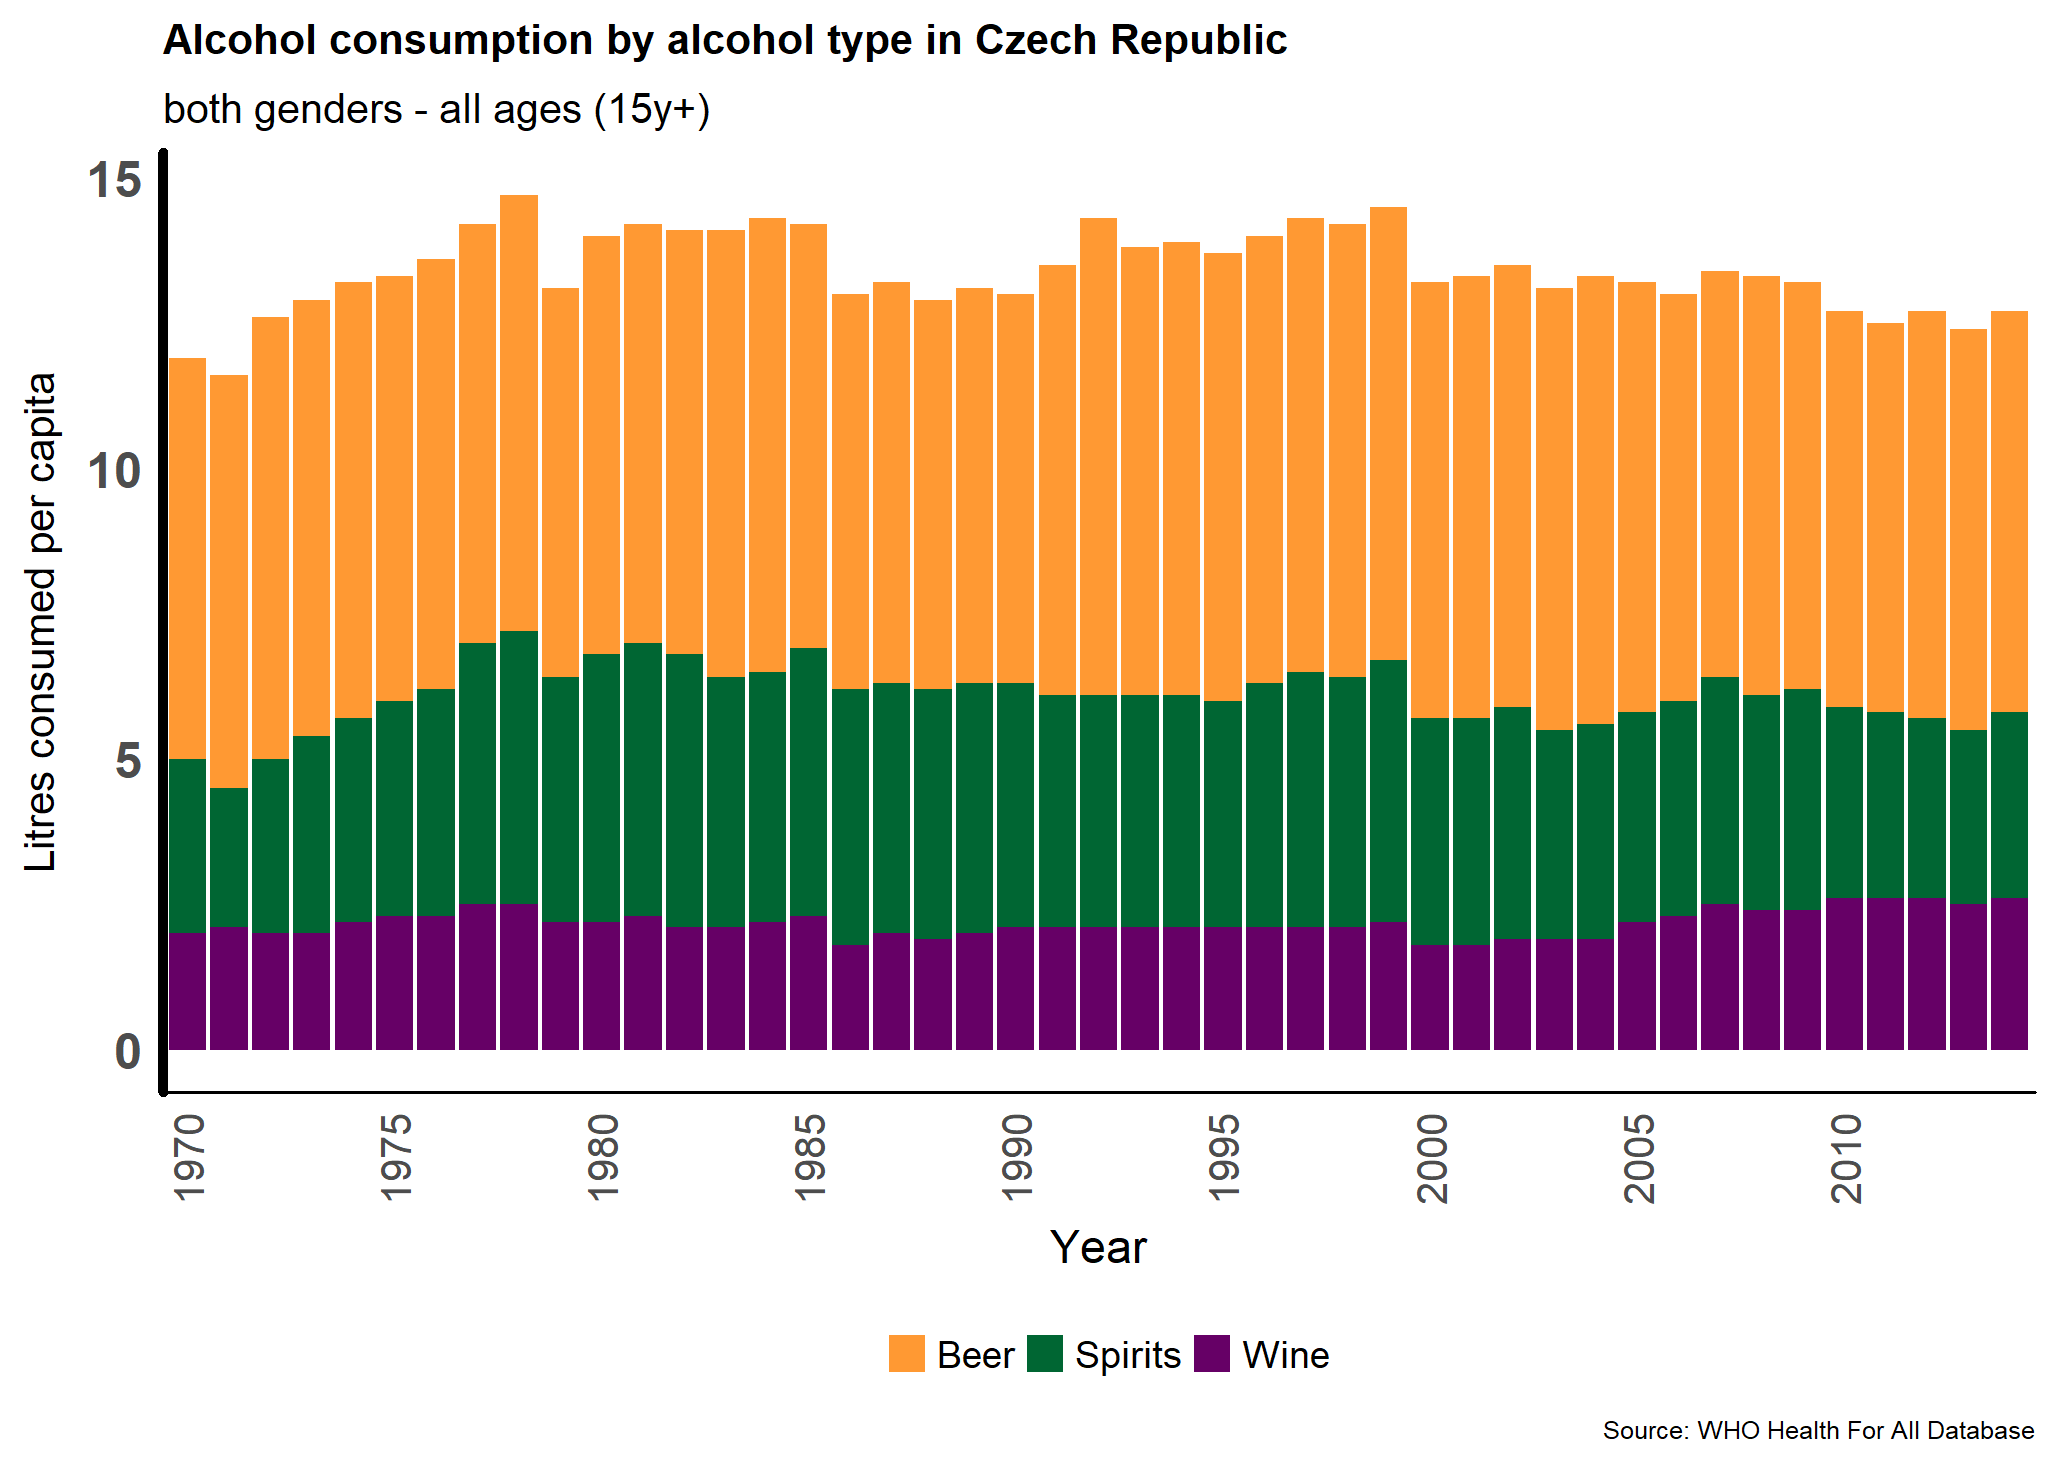 Alcohol consumption by alcohol type in Czech Republic
both genders - all ages (15y+)
Litres consumed per capita
15
10
5
0
1970
1975
1980
1985
1990
1995
2000
2005
2010
Year
Beer
Spirits
Wine
Source: WHO Health For All Database